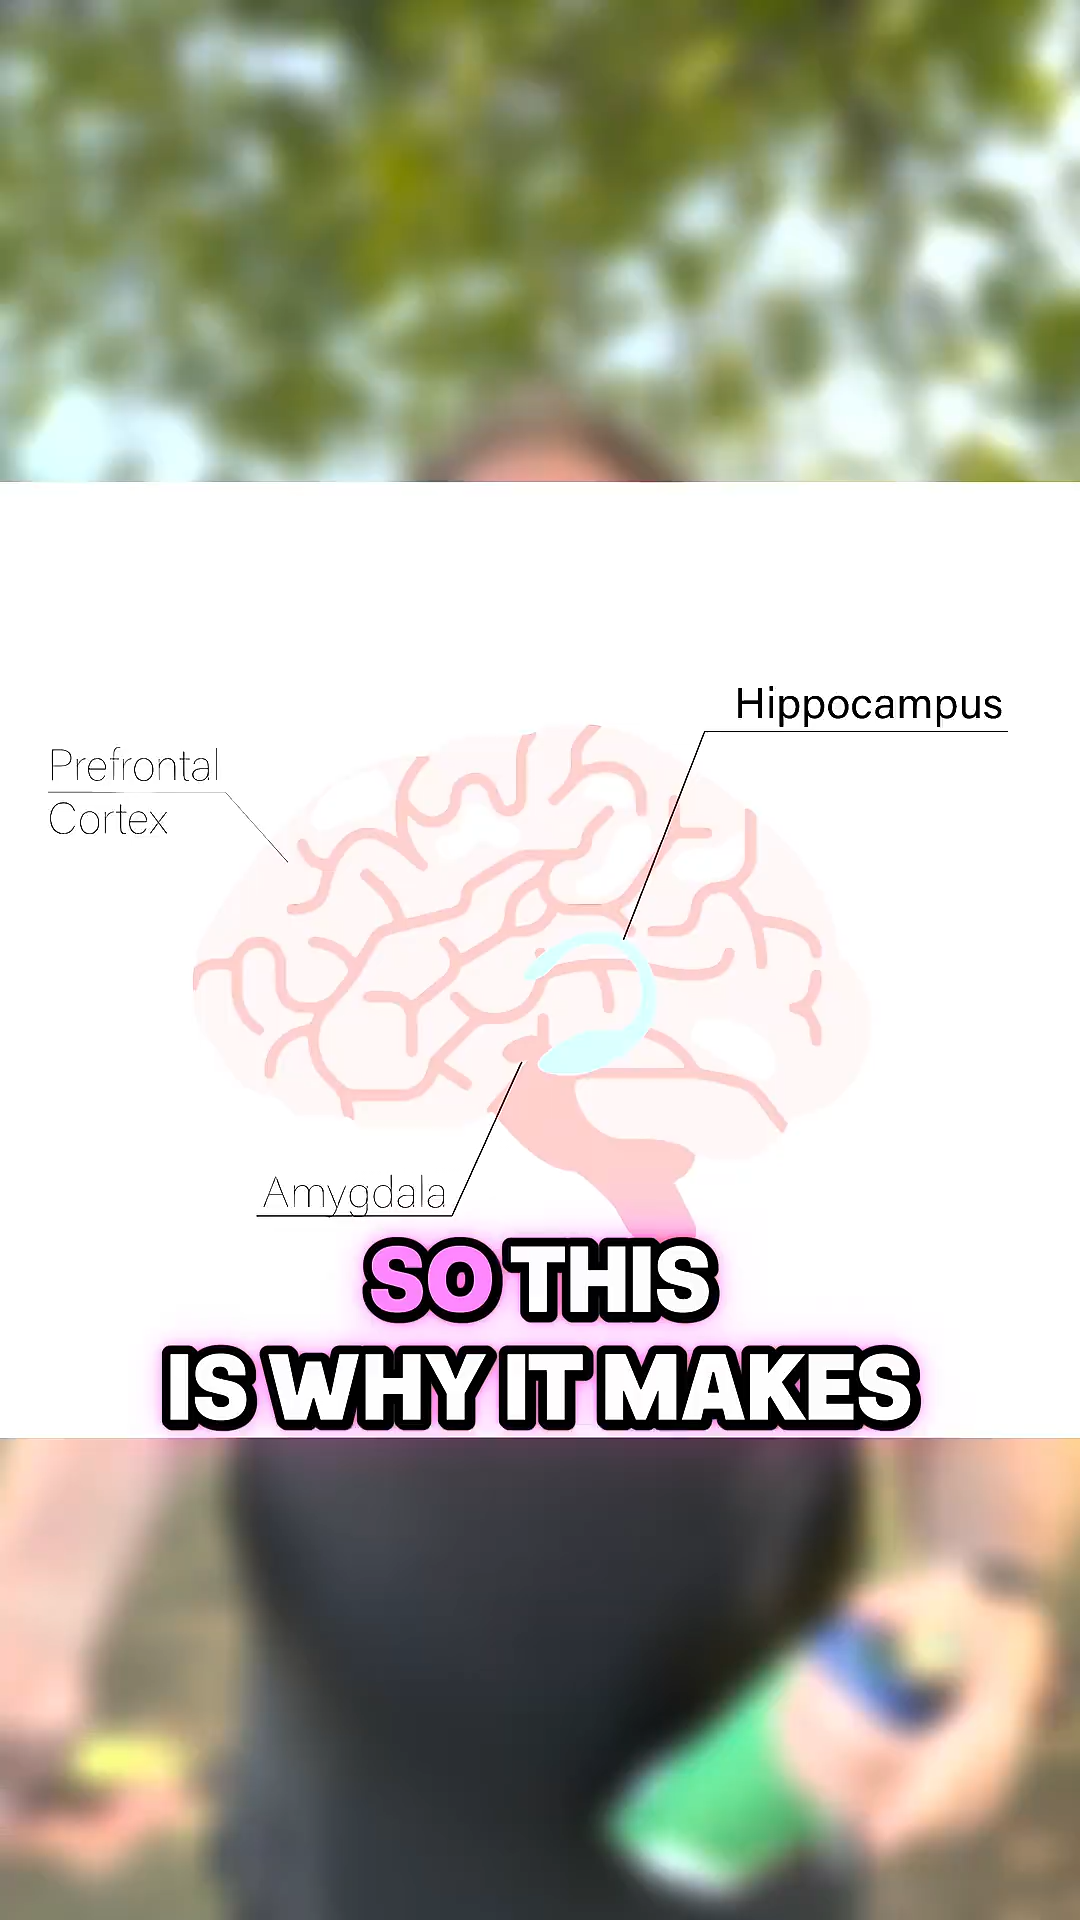 Hippocampus
Prefrontal
Cortex
Amygdala
SO THIS
IS WHY IT MAKES